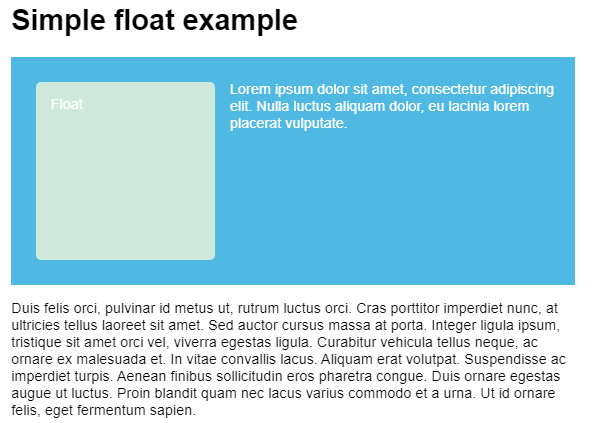 Simple float example
Float
Lorem ipsum dolor sit amet, consectetur adipiscing
elit. Nulla luctus aliquam dolor, eu lacinia lorem
placerat vulputate.
Duis felis orci, pulvinar id metus ut, rutrum luctus orci. Cras porttitor imperdiet nunc, at
ultricies tellus laoreet sit amet. Sed auctor cursus massa at porta. Integer ligula ipsum,
tristique sit amet orci vel, viverra egestas ligula. Curabitur vehicula tellus neque, ac
ornare ex malesuada et. In vitae convallis lacus. Aliquam erat volutpat. Suspendisse ac
imperdiet turpis. Aenean finibus sollicitudin eros pharetra congue. Duis ornare egestas
augue ut luctus. Proin blandit quam nec lacus varius commodo et a urna. Ut id ornare
felis, eget fermentum sapien.